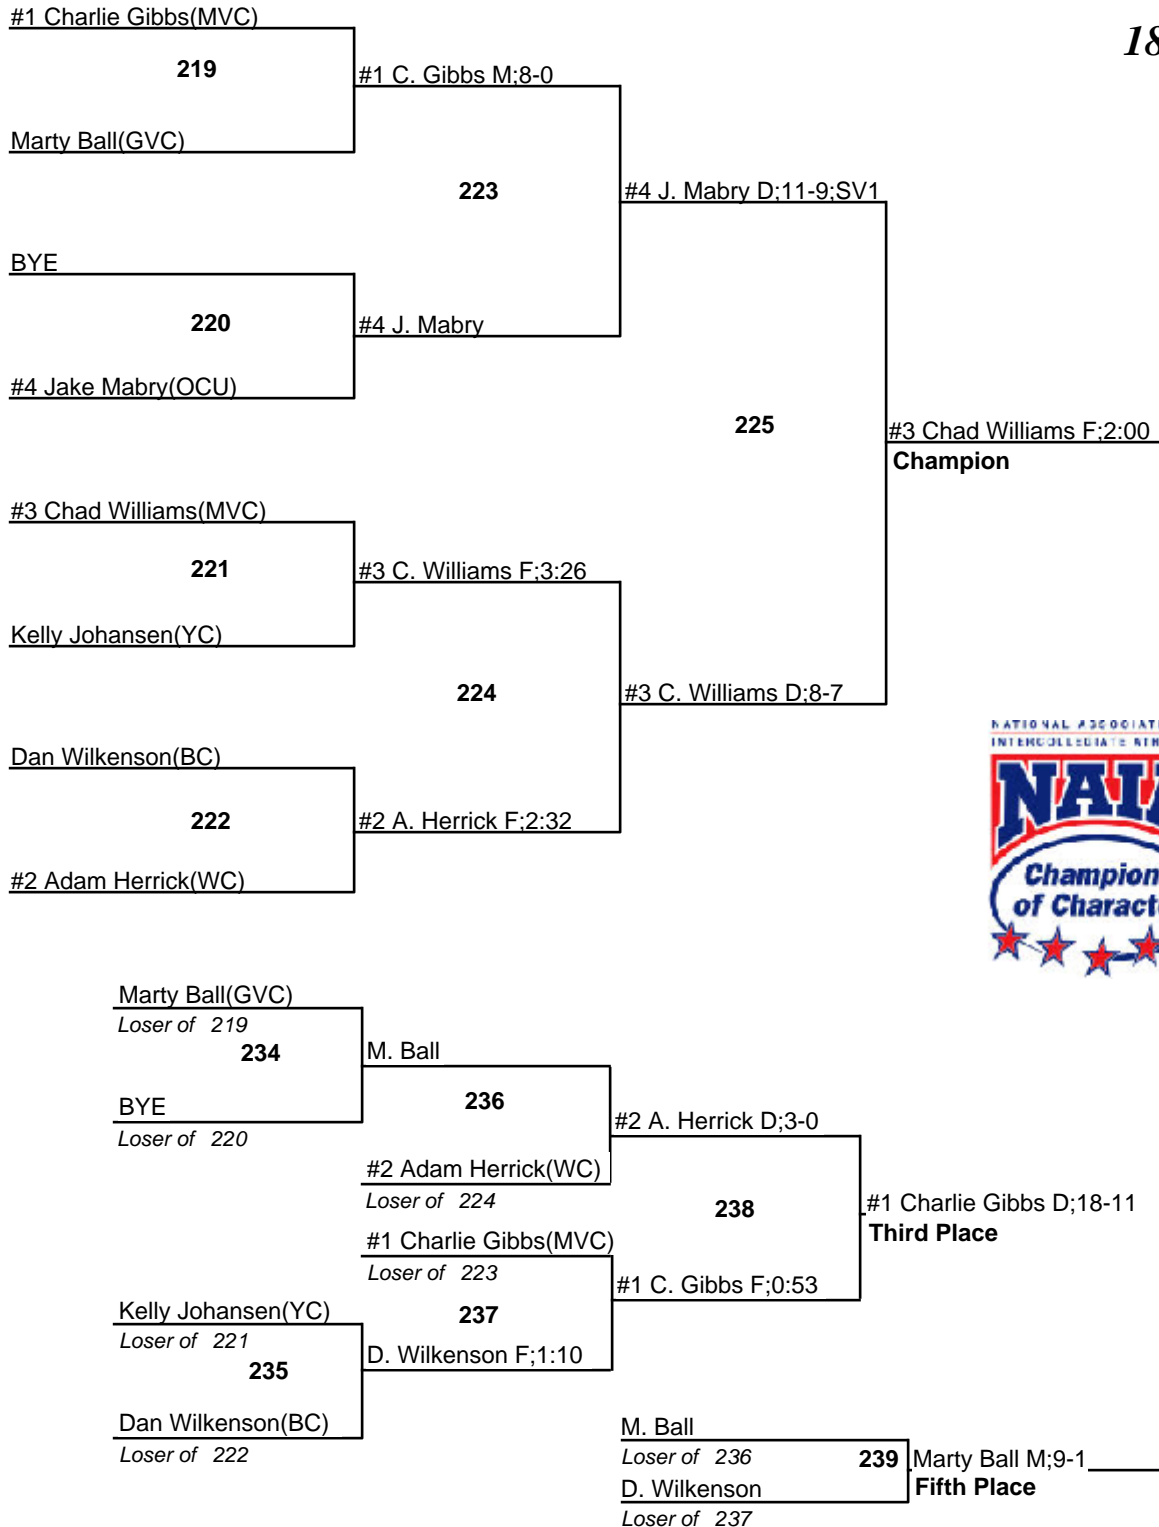 #1 Charlie Gibbs(MVC)
18
219
#1 C. Gibbs M;8-0
Marty Ball(GVC)
223
#4 J. Mabry D;11-9;SV1
BYE
220
#4 J. Mabry
#4 Jake Mabry(OCU)
225
#3 Chad Williams F;2:00
Champion
#3 Chad Williams(MVC)
221
#3 C. Williams F;3:26
Kelly Johansen(YC)
224
#3 C. Williams D;8-7
Dan Wilkenson(BC)
222
#2 A. Herrick F;2:32
#2 Adam Herrick(WC)
NATIONAL ASSOCIAT
INTERCOLLEGIATE ATH
NAIA
Champion
of Charact
Marty Ball(GVC)
Loser of 219
234
M. Ball
BYE
Loser of 220
236
#2 A. Herrick D;3-0
#2 Adam Herrick(WC)
Loser of 224
238
#1 Charlie Gibbs D;18-11
Third Place
#1 Charlie Gibbs(MVC)
Loser of 223
#1 C. Gibbs F;0:53
237
Kelly Johansen(YC)
Loser of 221
235
D. Wilkenson F;1:10
Dan Wilkenson(BC)
Loser of 222
M. Ball
Loser of 236
239
Marty Ball M;9-1
Fifth Place
D. Wilkenson
Loser of 237